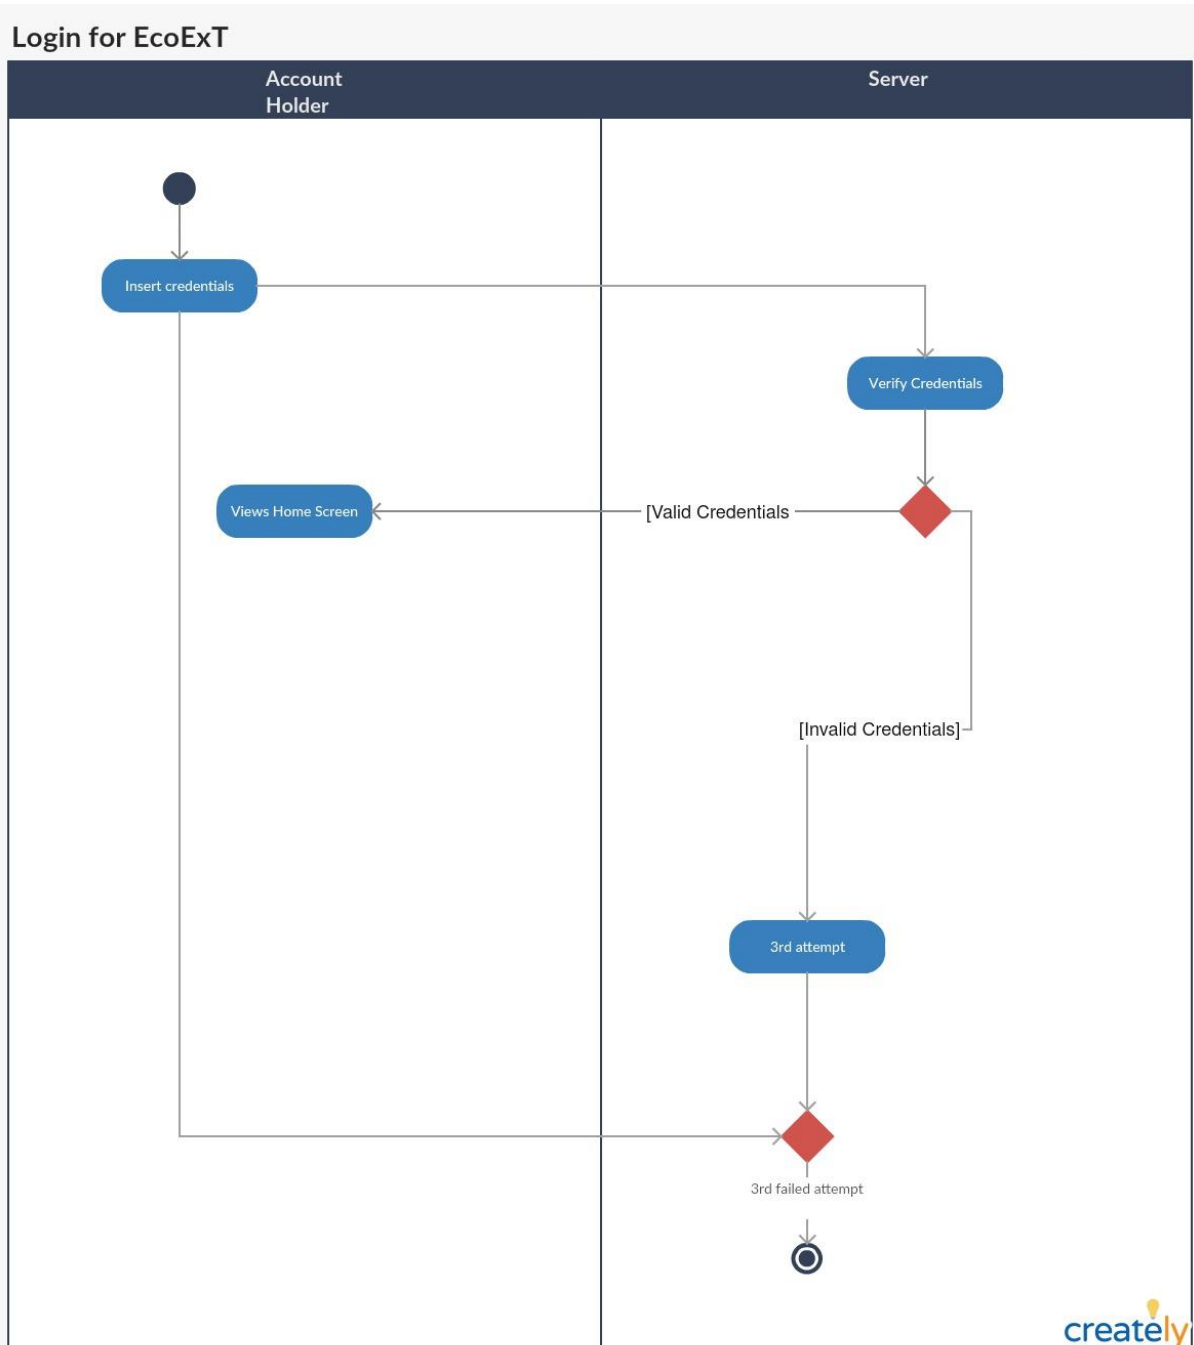 Login for EcoExT
Account
Holder
Server
Insert credentials
Verify Credentials
Views Home Screen
[Valid Credentials
[Invalid Credentials]
3rd attempt
3rd failed attempt
creately